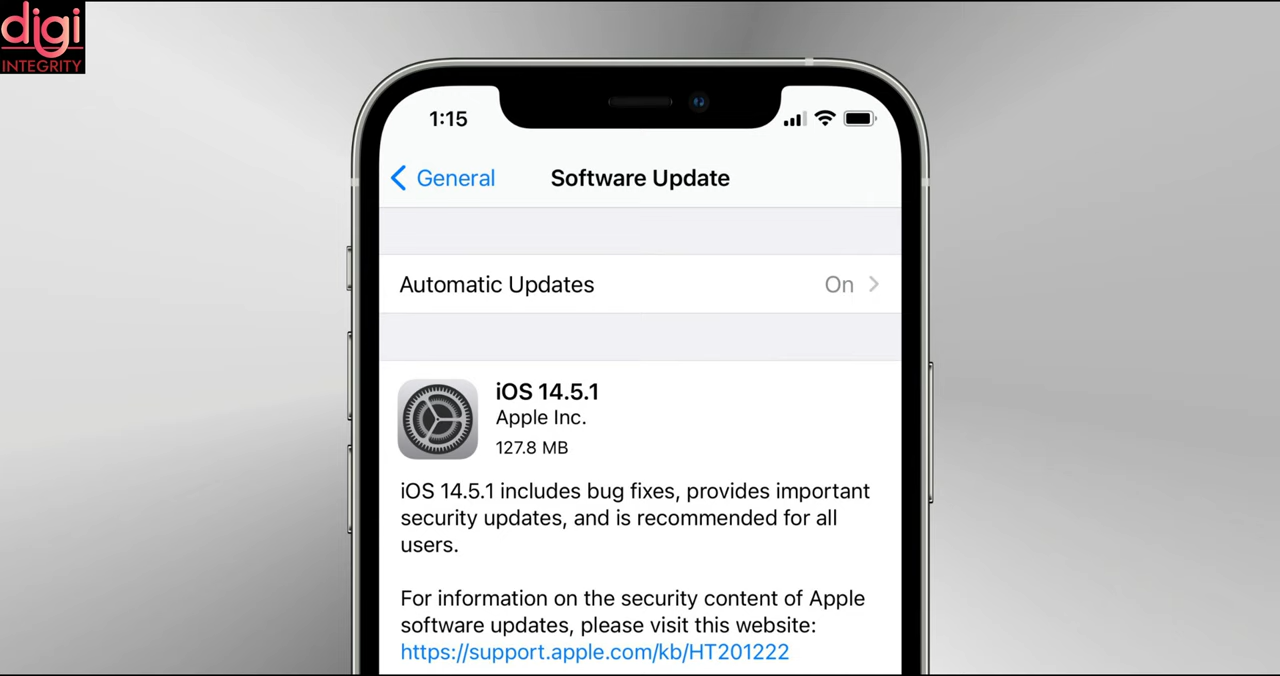 digi
INTEGRITY
1:15
General
Software Update
Automatic Updates
On
iOS 14.5.1
Apple Inc.
127.8 MB
iOS 14.5.1 includes bug fixes, provides important
security updates, and is recommended for all
users.
For information on the security content of Apple
software updates, please visit this website:
https://support.apple.com/kb/HT201222